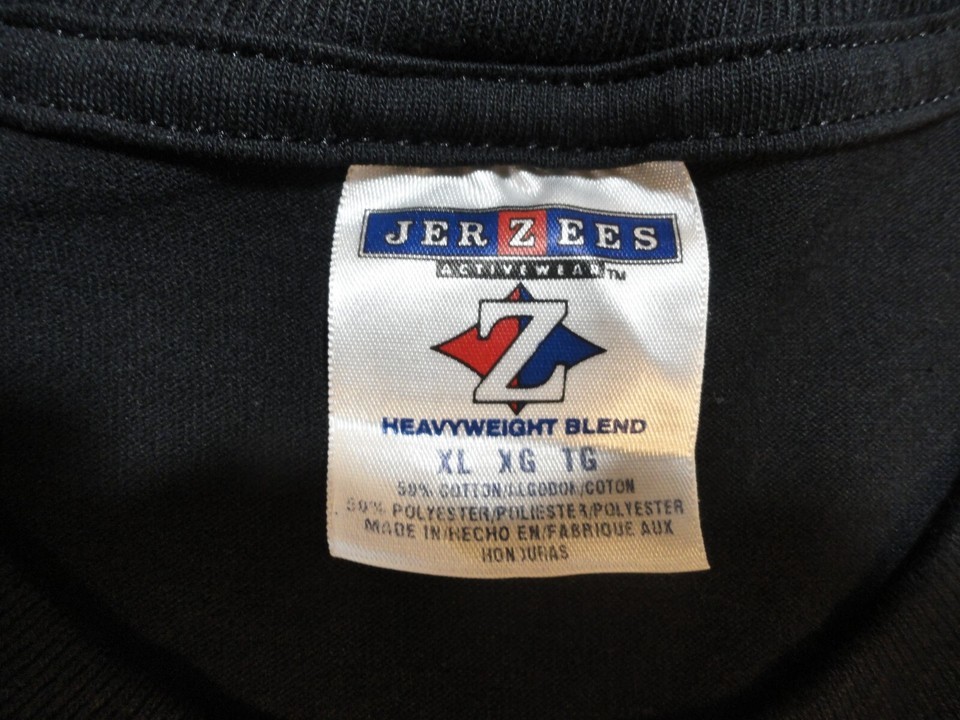 JERZEES
ACTIVEWEAR™
Z
HEAVYWEIGHT BLEND
XL XG TG
50% COTTON/ALGODON/COTON
50% POLYESTER/POLIESTER/POLYESTER
MADE IN/HECHO EN/FABRIQUE AUX
HONDURAS